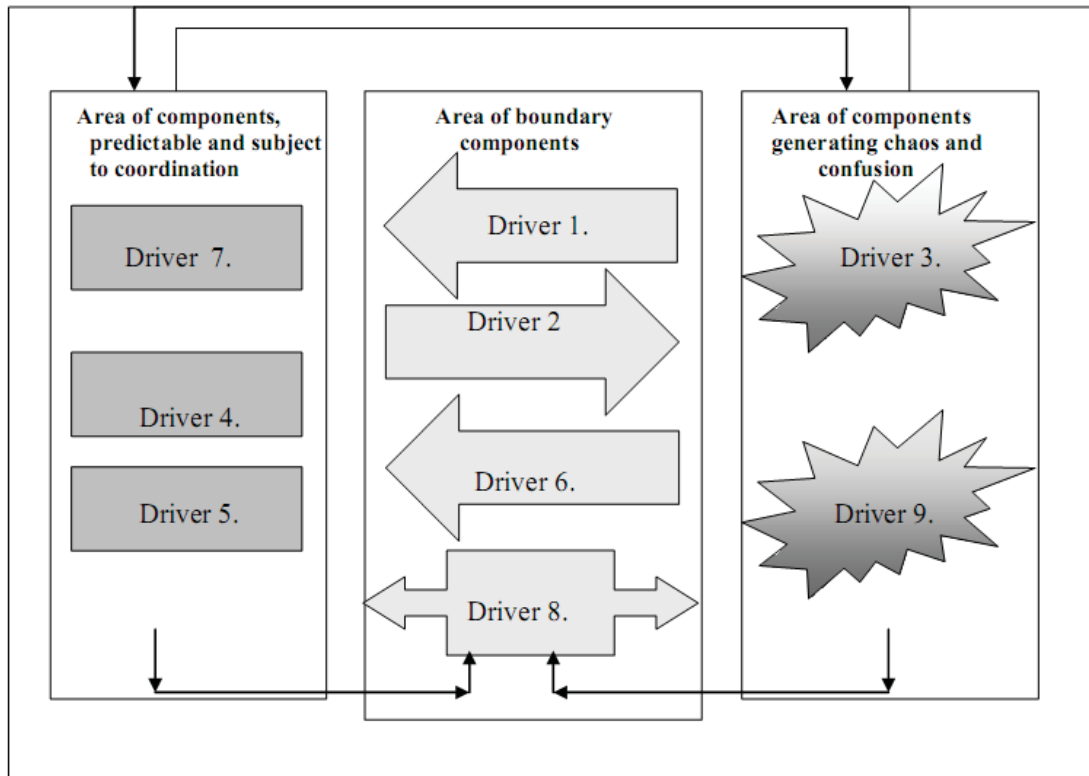 Area of components,
predictable and subject
to coordination
Driver 7.
Driver 4.
Driver 5.
Area of boundary
components
Driver 1.
Driver 2
Driver 6.
Driver 8.
Area of components
generating chaos and
confusion
Driver 3.
Driver 9.